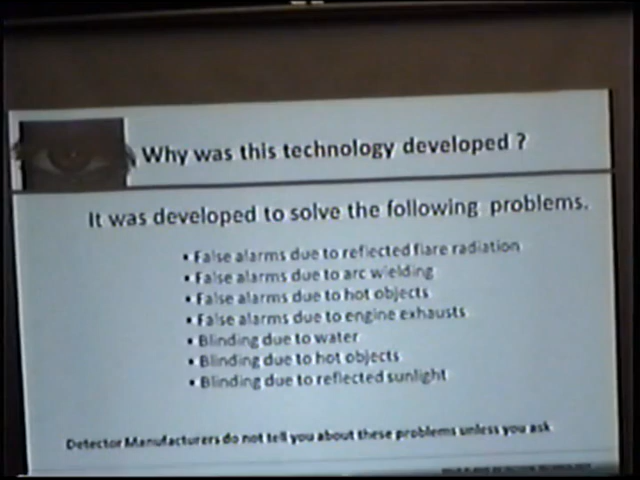 Why was this technology developed ?
It was developed to solve the following problems.
▪ False alarms due to reflected flare radiation
▪ False alarms due to arc wielding
▪ False alarms due to hot objects
▪ False alarms due to engine exhausts
▪ Blinding due to water
▪ Blinding due to hot objects
▪ Blinding due to reflected sunlight
Detector Manufacturers do not tell you about these problems unless you ask